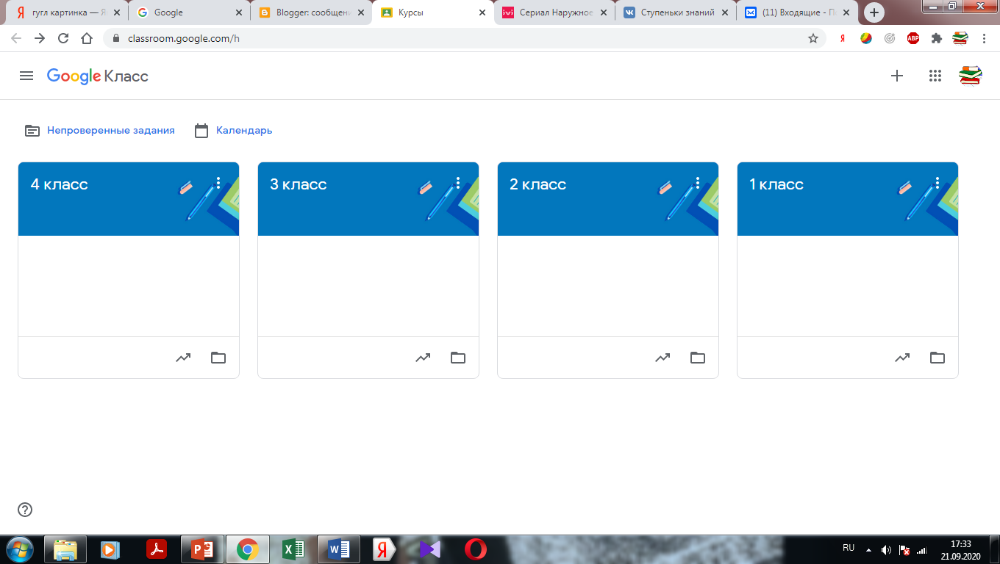 гугл картинка — Я
Google
Blogger: сообщени
Курсы
Сериал Наружное
Ступеньки знаний
(11) Входящие - П
classroom.google.com/h
Я
ABP
Google Класс
Непроверенные задания
Календарь
4 класс
3 класс
2 класс
1 класс
RU
17:33
21.09.2020